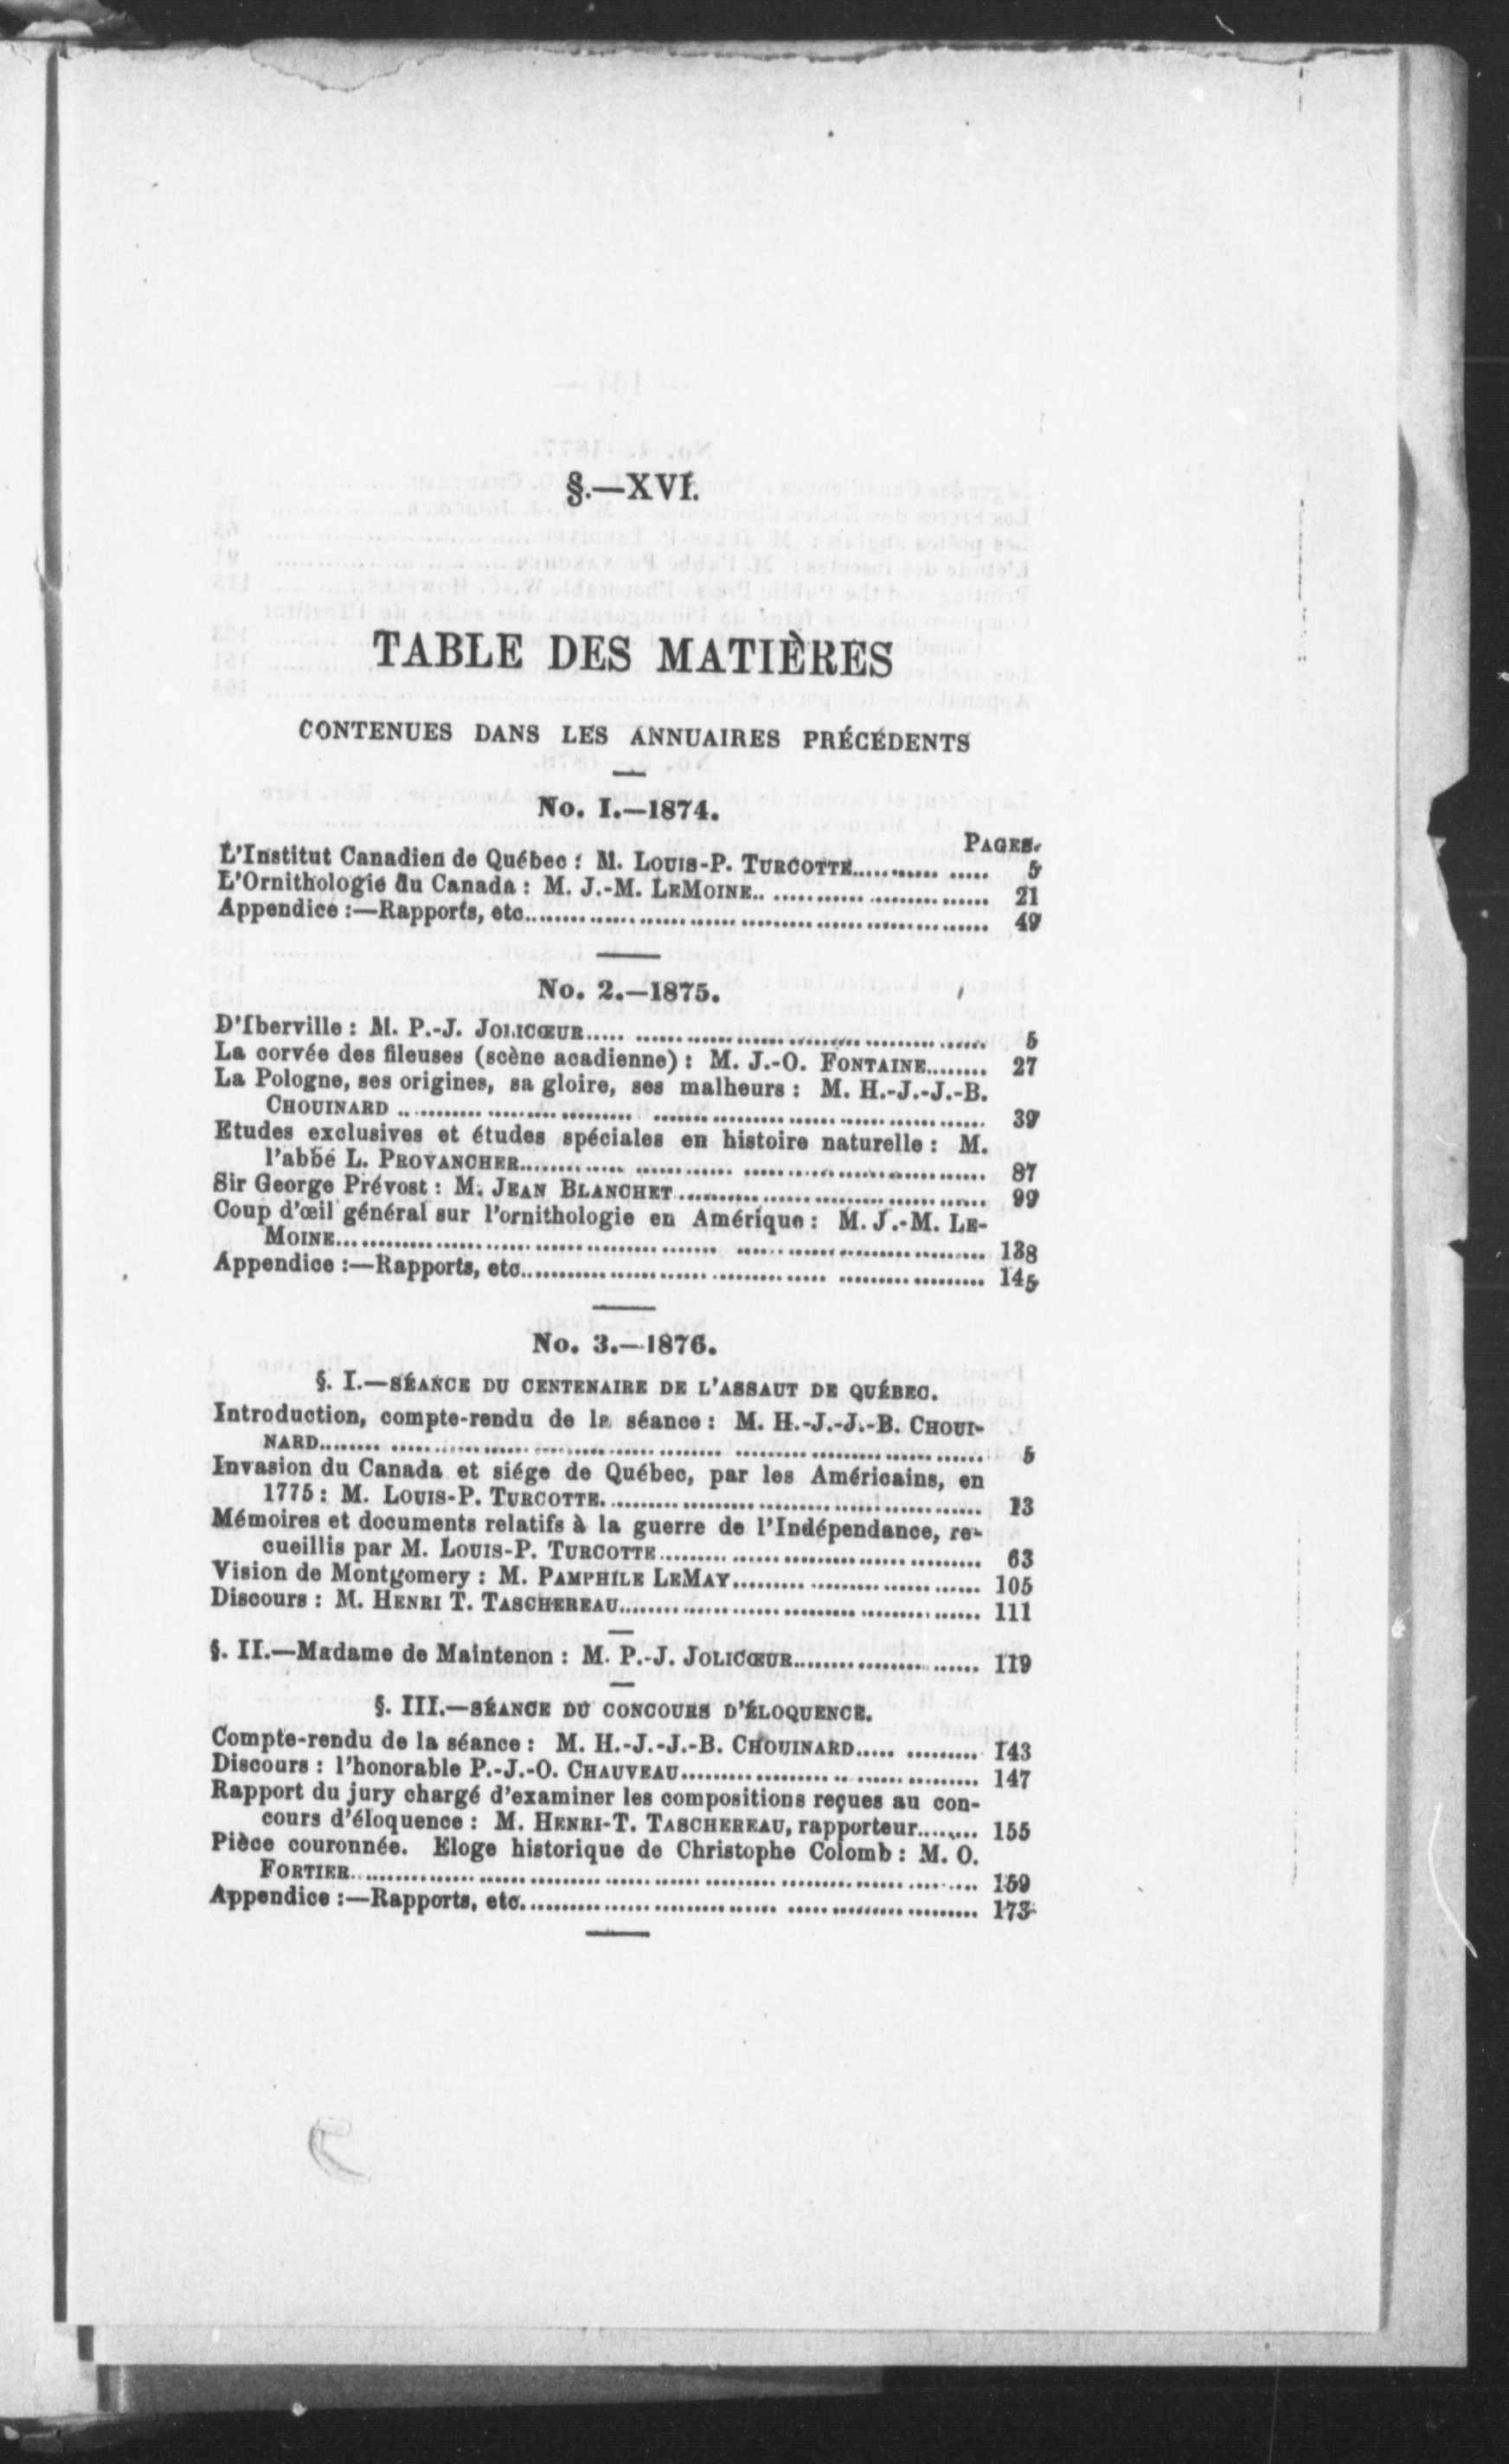 §.—XVI.
TABLE DES MATIÈRES
CONTENUES DANS LES ANNUAIRES PRÉCÉDENTS
No. I.—1874.
PAGES.
L'Institut Canadien de Québec : M. LOUIS-P. TURCOTTE............ ..... 5
L'Ornithologie du Canada : M. J.-M. LEMOINE.. ............ ......... ...... 21
Appendice :—Rapports, etc.................................................... 49
No. 2.—1875.
D'Iberville : M. P.-J. JOLICŒUR..... ............................................ 5
La corvée des fileuses (scène acadienne) : M. J.-O. FONTAINE........ 27
La Pologne, ses origines, sa gloire, ses malheurs : M. H.-J.-J.-B.
CHOUINARD .......................... ........................................ 39
Etudes exclusives et études spéciales en histoire naturelle : M.
l'abbé L. PROVANCHER............. ............ ............................. 87
Sir George Prévost : M. JEAN BLANCHET.................................... 99
Coup d'œil général sur l'ornithologie en Amérique : M. J.-M. LE-
MOINE.............................................. ............................ 138
Appendice :—Rapports, etc.................................... .................. 145
No. 3.—1876.
§. I.—SÉANCE DU CENTENAIRE DE L'ASSAUT DE QUÉBEC.
Introduction, compte-rendu de la séance : M. H.-J.-J.-B. CHOUI-
NARD........ ........................................ .............................. 5
Invasion du Canada et siége de Québec, par les Américains, en
1775 : M. LOUIS-P. TURCOTTE............................................. 13
Mémoires et documents relatifs à la guerre de l'Indépendance, re-
cueillis par M. LOUIS-P. TURCOTTE....................................... 63
Vision de Montgomery : M. PAMPHILE LEMAY......... .................. 105
Discours : M. HENRI T. TASCHEREAU.......................................... 111
§. II.—Madame de Maintenon : M. P.-J. JOLICŒUR................ ...... 119
§. III.—SÉANCE DU CONCOURS D'ÉLOQUENCE.
Compte-rendu de la séance : M. H.-J.-J.-B. CHOUINARD..... ......... 143
Discours : l'honorable P.-J.-O. CHAUVEAU.................................. 147
Rapport du jury chargé d'examiner les compositions reçues au con-
cours d'éloquence : M. HENRI-T. TASCHEREAU, rapporteur........ 155
Pièce couronnée. Eloge historique de Christophe Colomb : M. O.
FORTIER....................................................................... 159
Appendice :—Rapports, etc.............................. ..................... 173